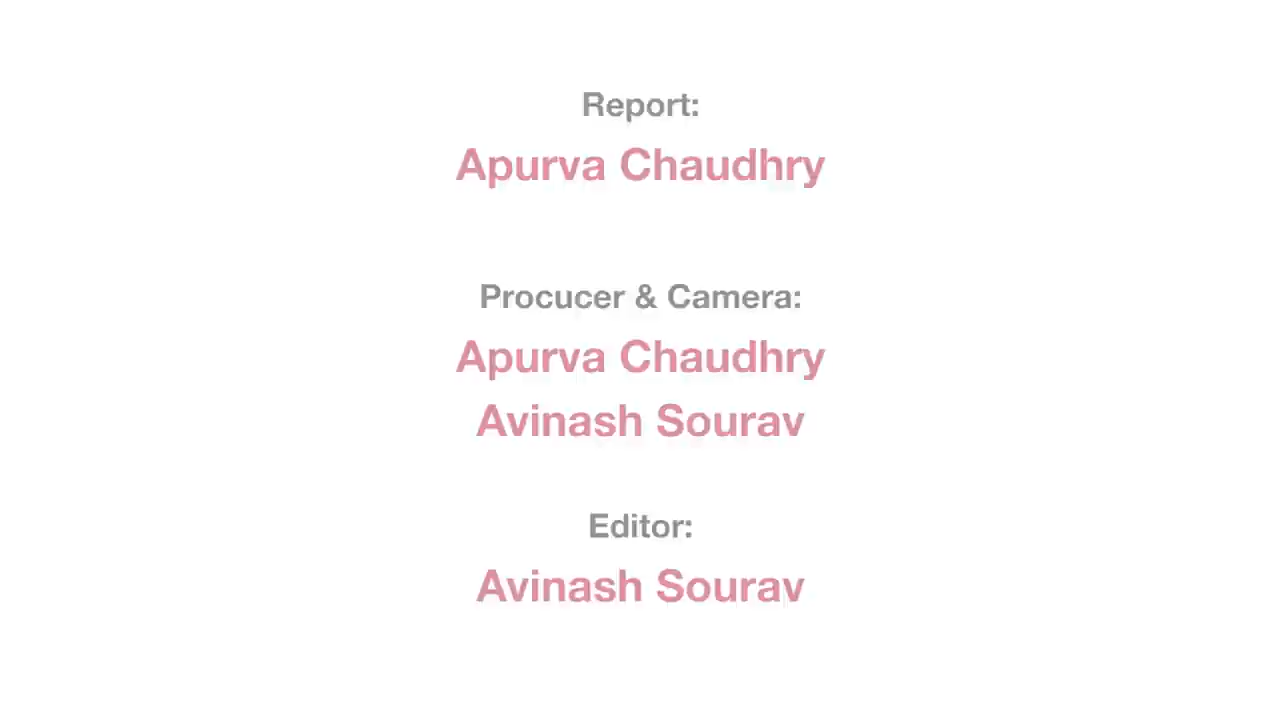 Report:
Apurva Chaudhry
Procucer & Camera:
Apurva Chaudhry
Avinash Sourav
Editor:
Avinash Sourav